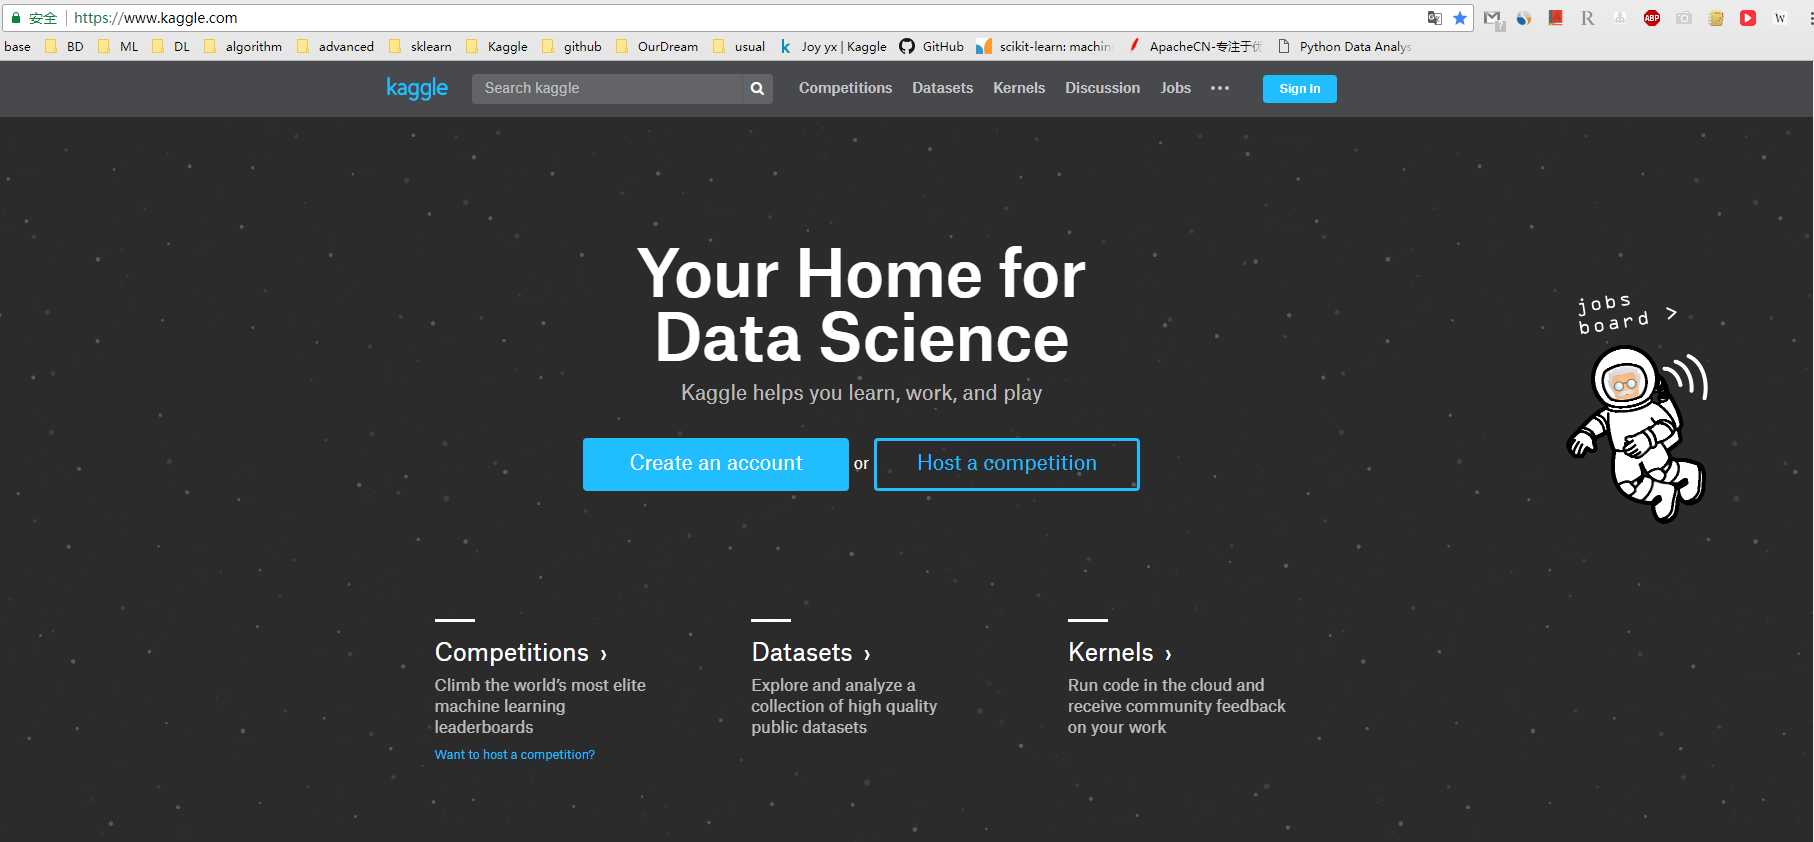 安全 https://www.kaggle.com
base BD ML DL algorithm advanced sklearn Kaggle github OurDream usual Joy yx | Kaggle GitHub scikit-learn: machin ApacheCN-专注于优 Python Data Analys
kaggle Search kaggle Competitions Datasets Kernels Discussion Jobs ••• Sign In
Your Home for
Data Science
Kaggle helps you learn, work, and play
Create an account or Host a competition
jobs
board >
Competitions ›
Climb the world's most elite
machine learning
leaderboards
Want to host a competition?
Datasets ›
Explore and analyze a
collection of high quality
public datasets
Kernels ›
Run code in the cloud and
receive community feedback
on your work